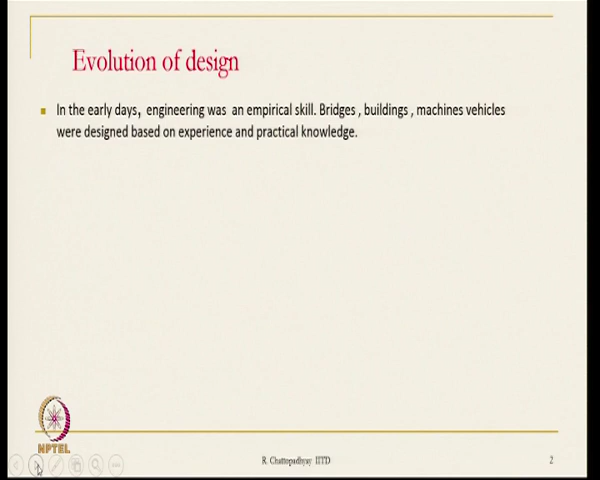 Evolution of design
In the early days, engineering was an empirical skill. Bridges , buildings , machines vehicles
were designed based on experience and practical knowledge.
NPTEL
R. Chattopadhyay IITD
2